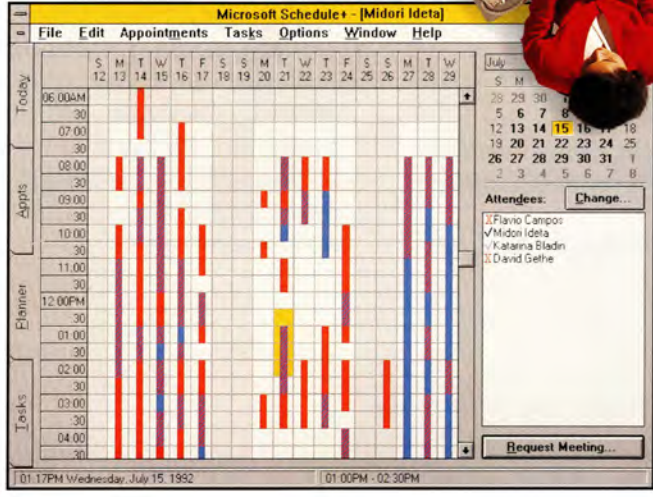 Microsoft Schedule+ - [Midori Ideta]
File Edit Appointments Tasks Options Window Help
Today
Appts
Planner
Tasks
S M T W T F S S M T W T F S S M T W
12 13 14 15 16 17 18 19 20 21 22 23 24 25 26 27 28 29
06:00AM
:30
07:00
:30
08:00
:30
09:00
:30
10:00
:30
11:00
:30
12:00PM
:30
01:00
:30
02:00
:30
03:00
:30
04:00
:30
July
S M
28 29 30 1
5 6 7 8
12 13 14 15 16 17 18
19 20 21 22 23 24 25
26 27 28 29 30 31 1
2 3 4 5 6 7 8
Attendees: Change...
XFlavio Campos
√Midori Ideta
√Katarina Bladin
XDavid Gethe
Request Meeting...
01:17PM Wednesday, July 15, 1992 01:00PM - 02:30PM